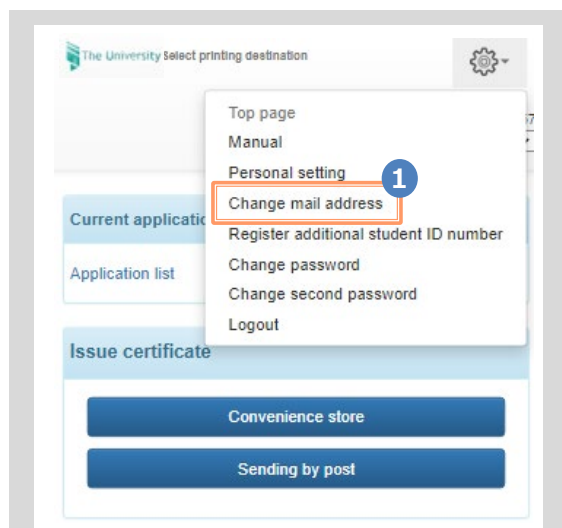 The University Select printing destination
Top page
57
Manual
Personal setting
1
Change mail address
Current applicatio
Register additional student ID number
Application list
Change password
Change second password
Logout
Issue certificate
Convenience store
Sending by post